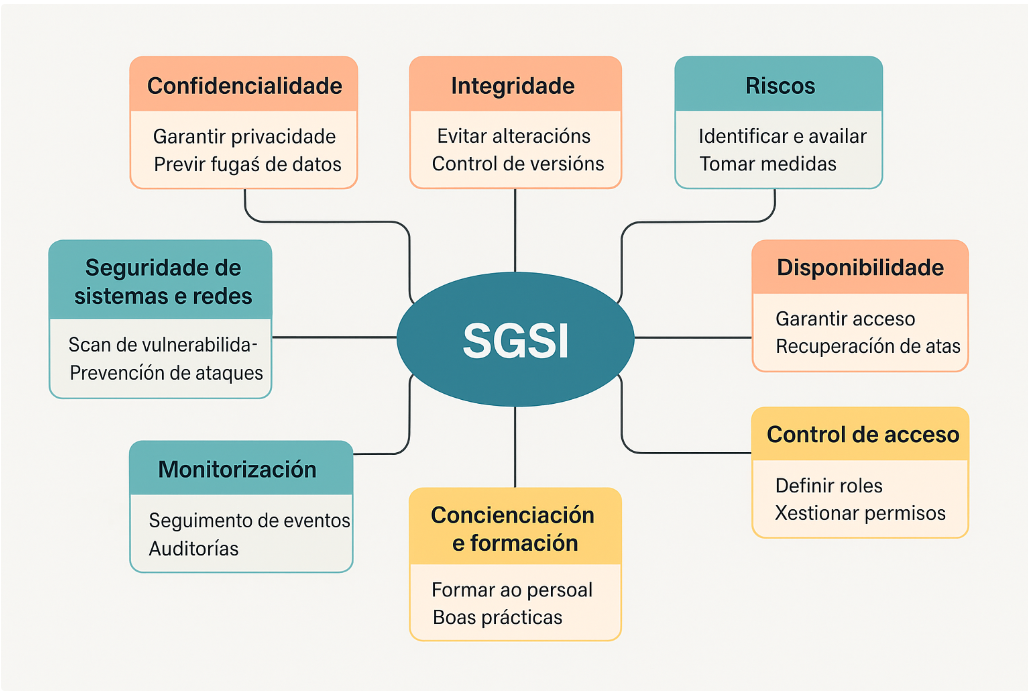 Confidencialidade
Garantir privacidade
Previr fugaś de datos
Integridade
Evitar alteracións
Control de versións
Riscos
Identificar e availar
Tomar medidas
Seguridade de
sistemas e redes
Scan de vulnerabilida-
Prevención de ataques
SGSI
Disponibilidade
Garantir acceso
Recuperación de atas
Monitorización
Seguimento de eventos
Auditorías
Concienciación
e formación
Formar ao persoal
Boas prácticas
Control de acceso
Definir roles
Xestionar permisos